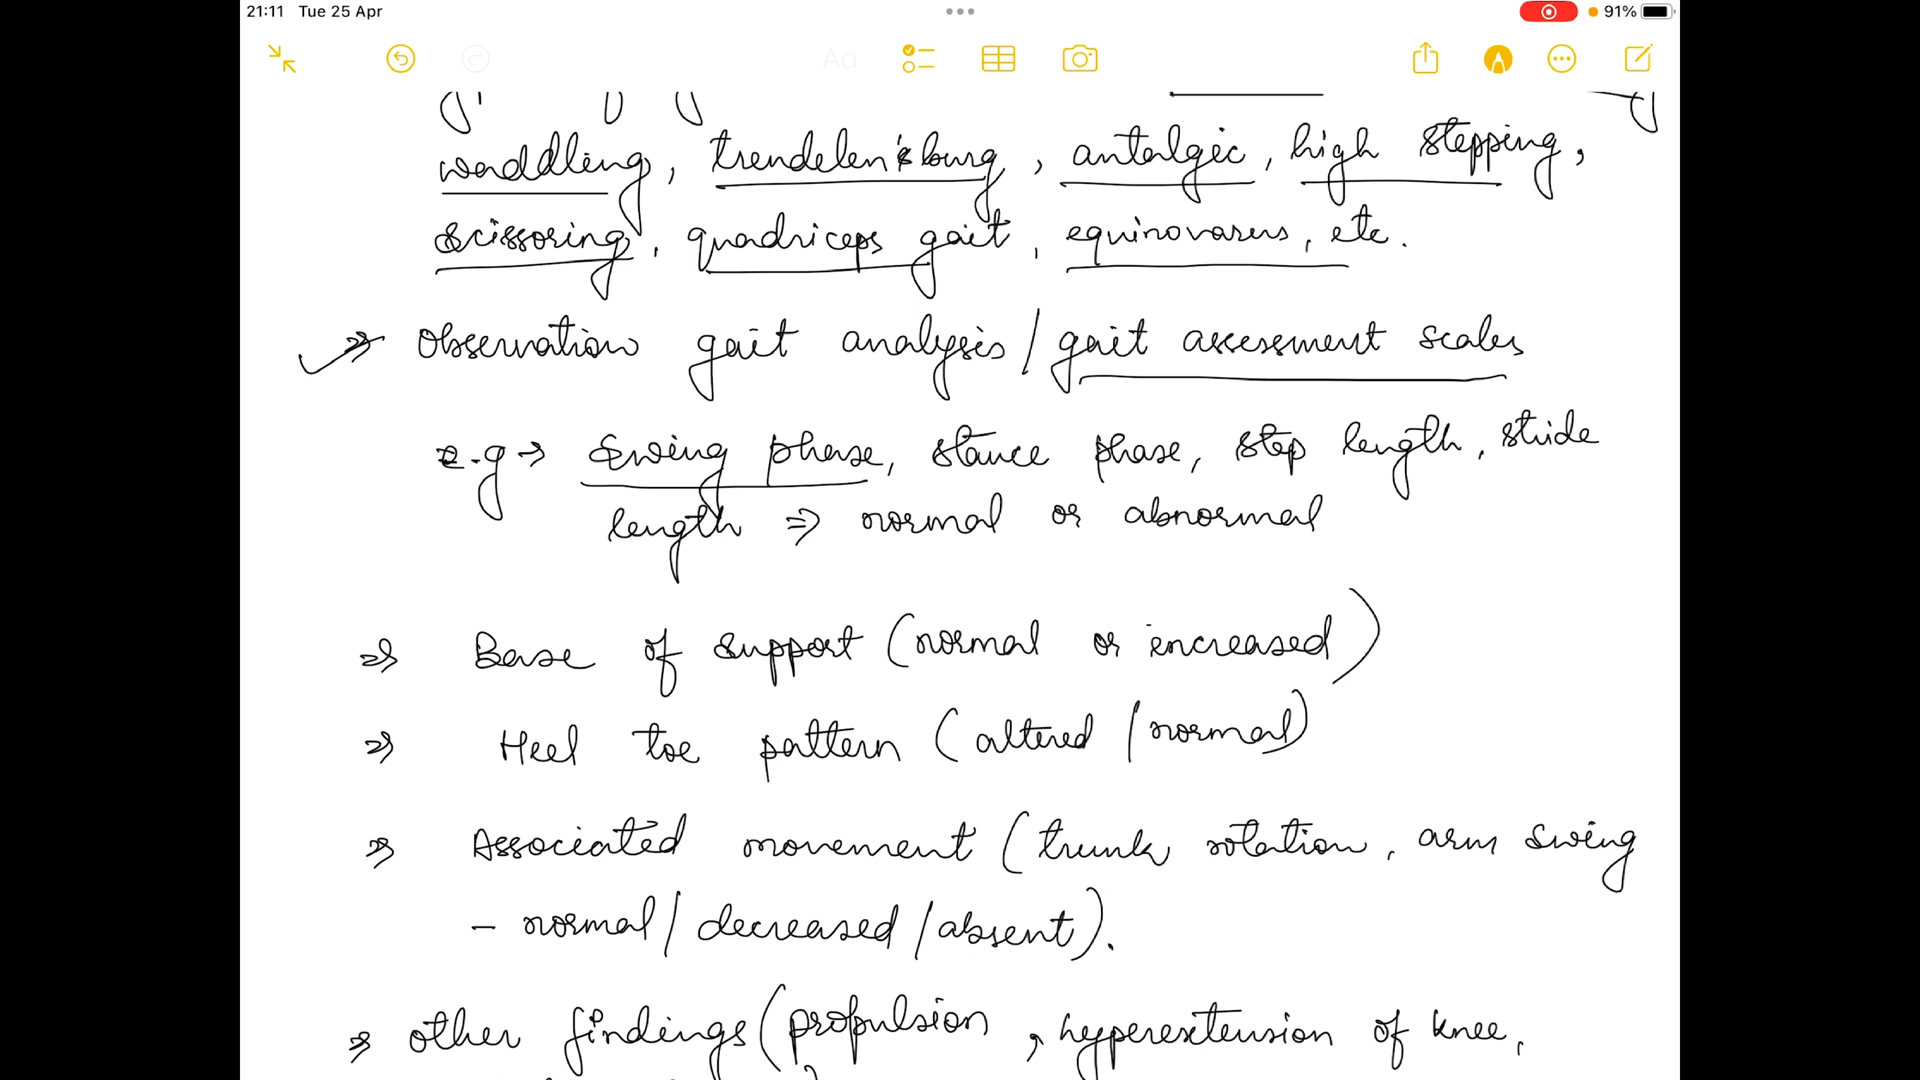 21:11 Tue 25 Apr
91%
Aa
waddling, trendelen's burg, antalgic, high stepping,
scissoring, quadriceps gait, equinovarus, etc.
⇒ Observation gait analysis / gait assessment scales
e.g → Swing phase, stance phase, step length, stride
length ⇒ normal or abnormal
⇒ Base of support (normal or increased)
⇒ Heel toe pattern (altered / normal)
⇒ Associated movement (trunk rotation, arm swing
- normal / decreased / absent).
⇒ other findings (propulsion, hyperextension of knee,